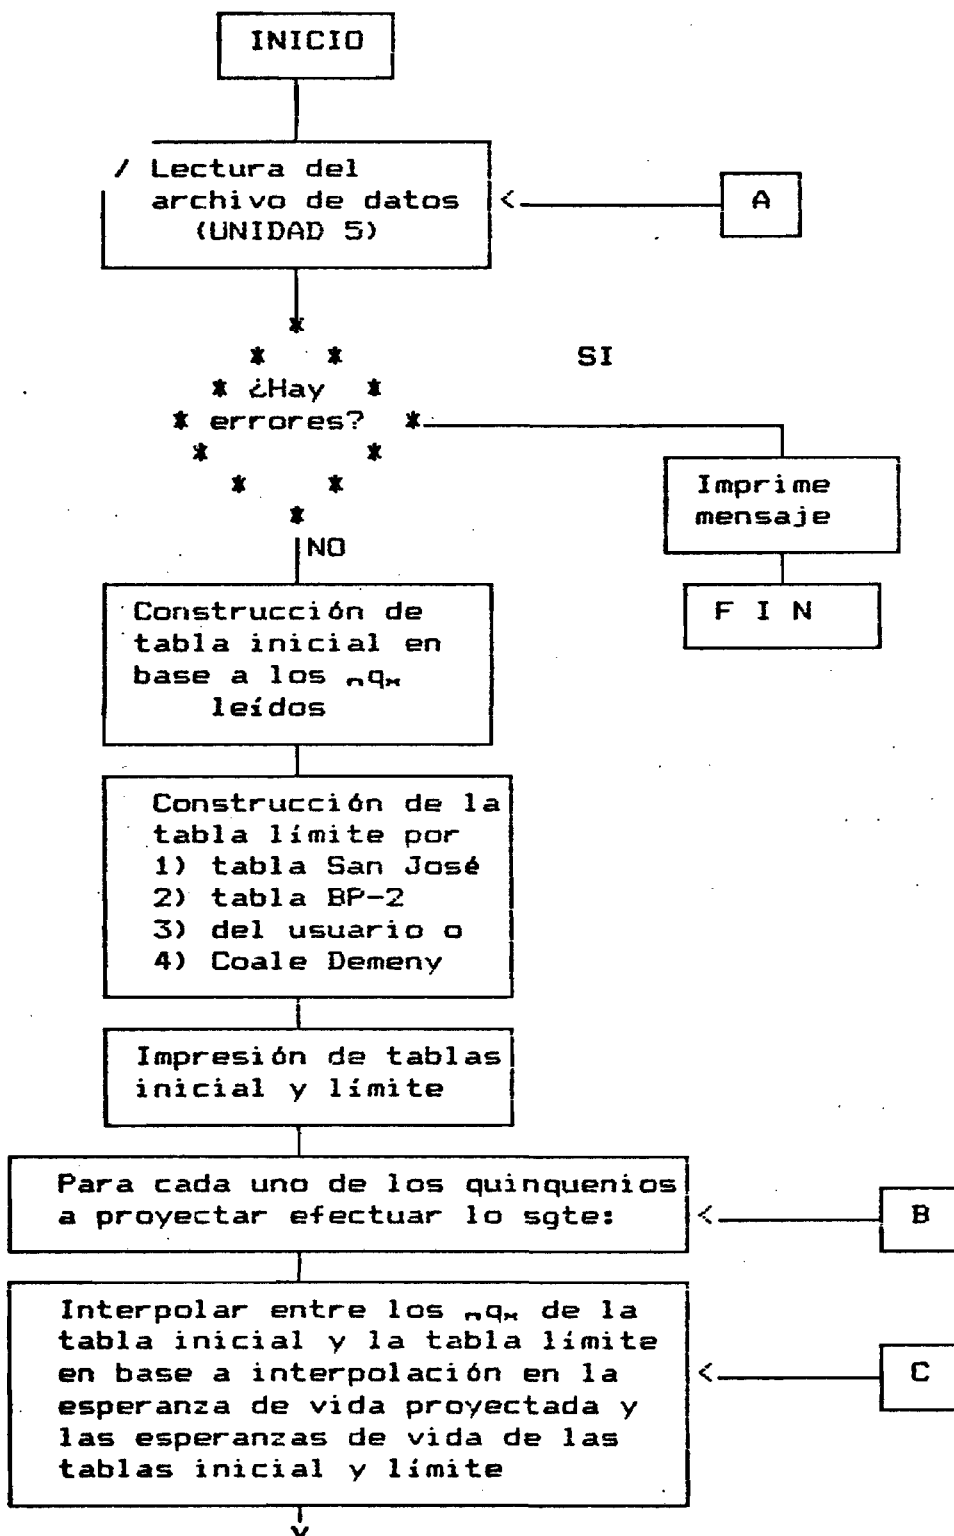 INICIO
/ Lectura del
archivo de datos
(UNIDAD 5)
<
A
*
* *
SI
* ¿Hay *
* errores? *
* *
* *
*
NO
Imprime
mensaje
F I N
Construcción de
tabla inicial en
base a los nqx
leídos
Construcción de la
tabla límite por
1) tabla San José
2) tabla BP-2
3) del usuario o
4) Coale Demeny
Impresión de tablas
inicial y límite
Para cada uno de los quinquenios
a proyectar efectuar lo sgte:
<
B
Interpolar entre los nqx de la
tabla inicial y la tabla límite
en base a interpolación en la
esperanza de vida proyectada y
las esperanzas de vida de las
tablas inicial y límite
<
C
v